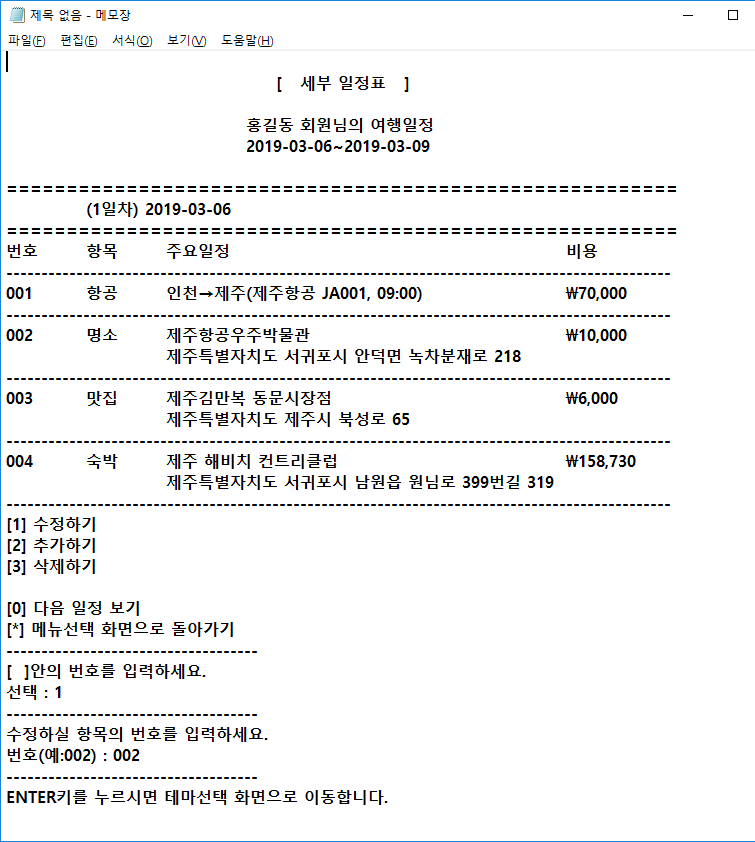 제목 없음 - 메모장
파일(F) 편집(E) 서식(O) 보기(V) 도움말(H)
[ 세부 일정표 ]
홍길동 회원님의 여행일정
2019-03-06~2019-03-09
=========================================================
(1일차) 2019-03-06
=========================================================
번호 항목 주요일정 비용
-----------------------------------------------------------------------------------------------
001 항공 인천→제주(제주항공 JA001, 09:00) ₩70,000
-----------------------------------------------------------------------------------------------
002 명소 제주항공우주박물관 ₩10,000
제주특별자치도 서귀포시 안덕면 녹차분재로 218
-----------------------------------------------------------------------------------------------
003 맛집 제주김만복 동문시장점 ₩6,000
제주특별자치도 제주시 북성로 65
-----------------------------------------------------------------------------------------------
004 숙박 제주 해비치 컨트리클럽 ₩158,730
제주특별자치도 서귀포시 남원읍 원님로 399번길 319
-----------------------------------------------------------------------------------------------
[1] 수정하기
[2] 추가하기
[3] 삭제하기
[0] 다음 일정 보기
[*] 메뉴선택 화면으로 돌아가기
------------------------------------
[ ]안의 번호를 입력하세요.
선택 : 1
------------------------------------
수정하실 항목의 번호를 입력하세요.
번호(예:002) : 002
------------------------------------
ENTER키를 누르시면 테마선택 화면으로 이동합니다.